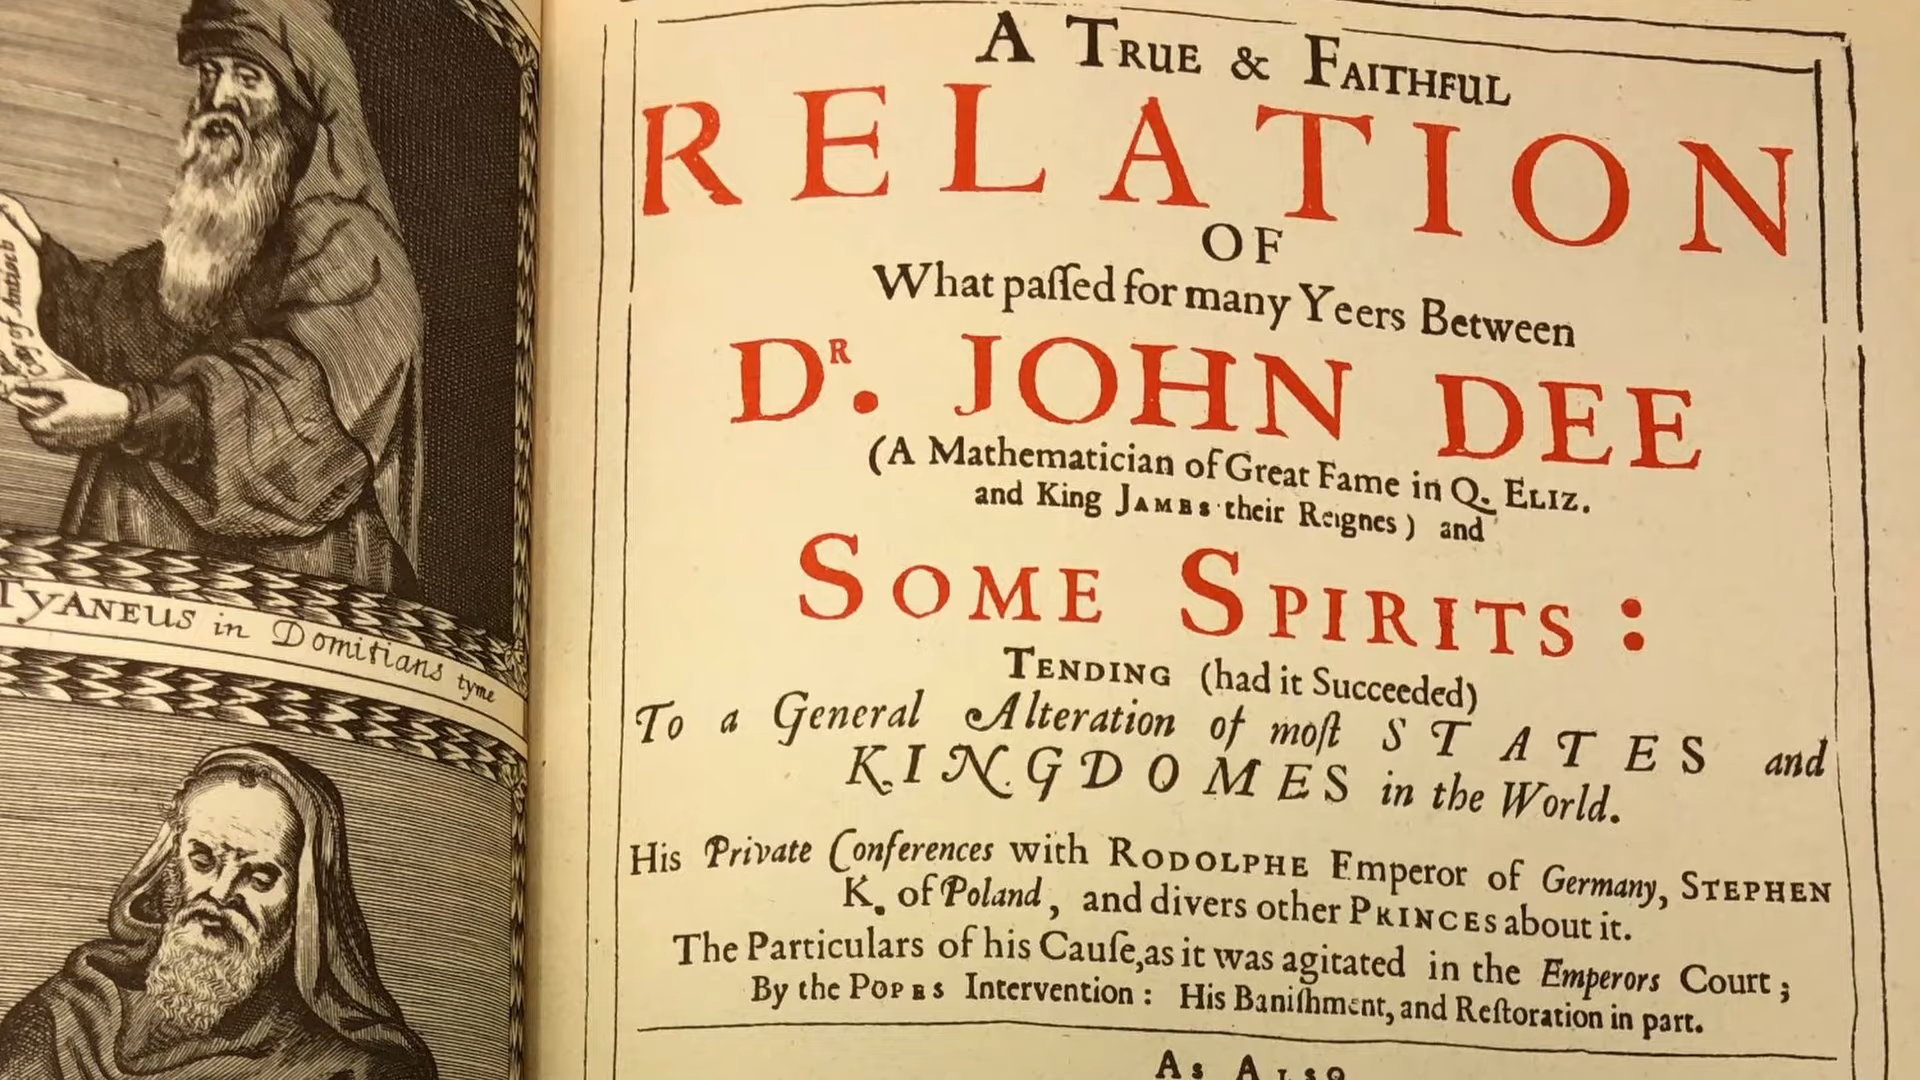 Cey of Antioch
TyANEUS in Domitians tyme
A TRUE & FAITHFUL
RELATION
OF
What paſſed for many Yeers Between
DR. JOHN DEE
(A Mathematician of Great Fame in Q. ELIZ.
and King JAMES their Reignes) and
SOME SPIRITS:
TENDING (had it Succeeded)
To a General Alteration of moſt STATES and
KINGDOMES in the World.
His Private Conferences with RODOLPHE Emperor of Germany, STEPHEN
K. of Poland, and divers other PRINCES about it.
The Particulars of his Cauſe, as it was agitated in the Emperors Court;
By the POPES Intervention: His Baniſhment, and Reſtoration in part.
AS ALSO